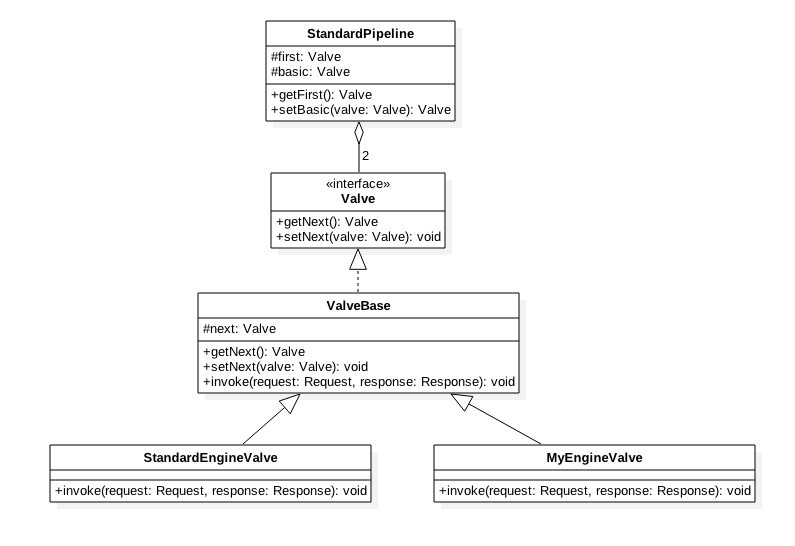 StandardPipeline
#first: Valve
#basic: Valve
+getFirst(): Valve
+setBasic(valve: Valve): Valve
2
«interface»
Valve
+getNext(): Valve
+setNext(valve: Valve): void
ValveBase
#next: Valve
+getNext(): Valve
+setNext(valve: Valve): void
+invoke(request: Request, response: Response): void
StandardEngineValve
+invoke(request: Request, response: Response): void
MyEngineValve
+invoke(request: Request, response: Response): void